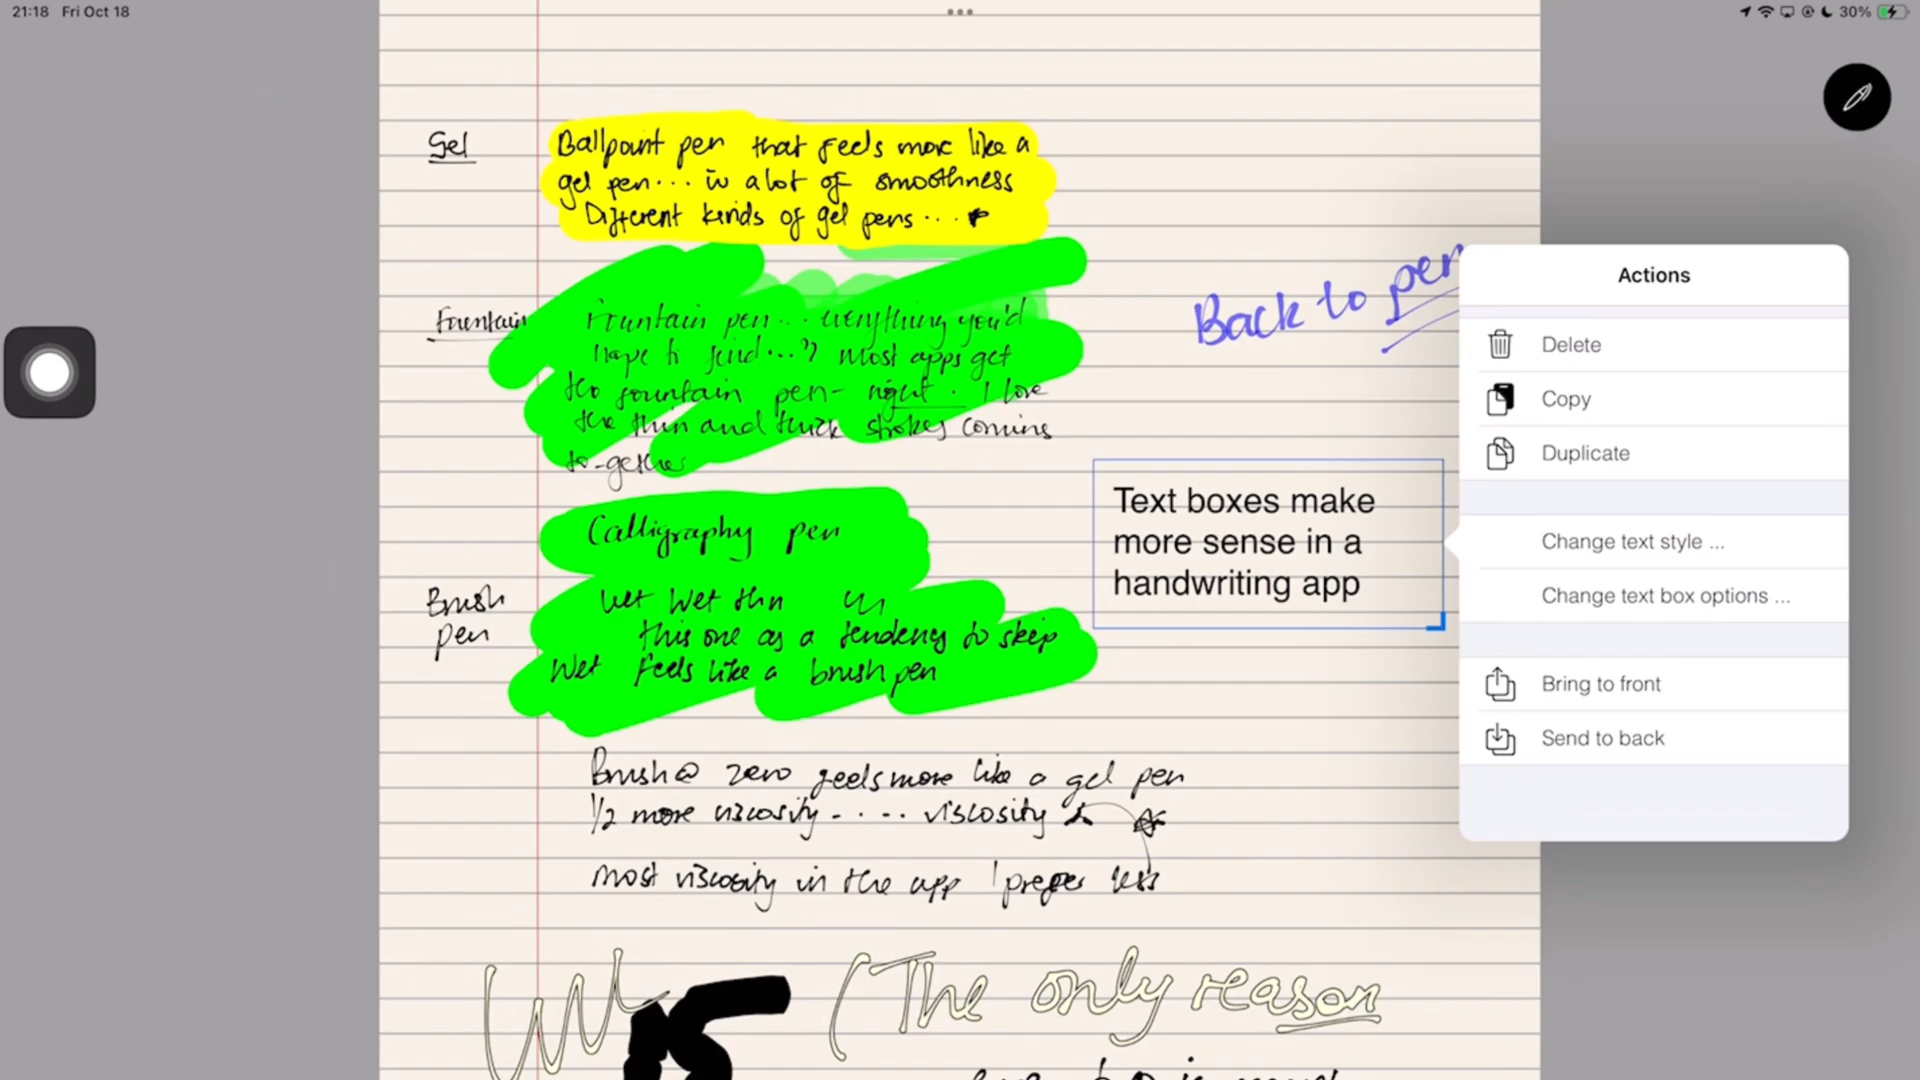 21:18 Fri Oct 18
30%
Gel
Ballpoint pen that feels more like a
gel pen... is a lot of smoothness
Different kinds of gel pens ....
Back to pen
Fountain
Fountain pen... everything you'd
hope to find...?) most apps get
the fountain pen- right. I love
the thin and thick strokes coming
to-gether
Text boxes make
more sense in a
handwriting app
Calligraphy pen
Brush
pen
Wet Wet thn
this one as a tendency to skip
Wet Feels like a brush pen
Brush @ zero feels more like a gel pen
1/2 more viscosity - .... viscosity
most viscosity in the app I prefer less
(The only reason
Actions
Delete
Copy
Duplicate
Change text style ...
Change text box options ...
Bring to front
Send to back